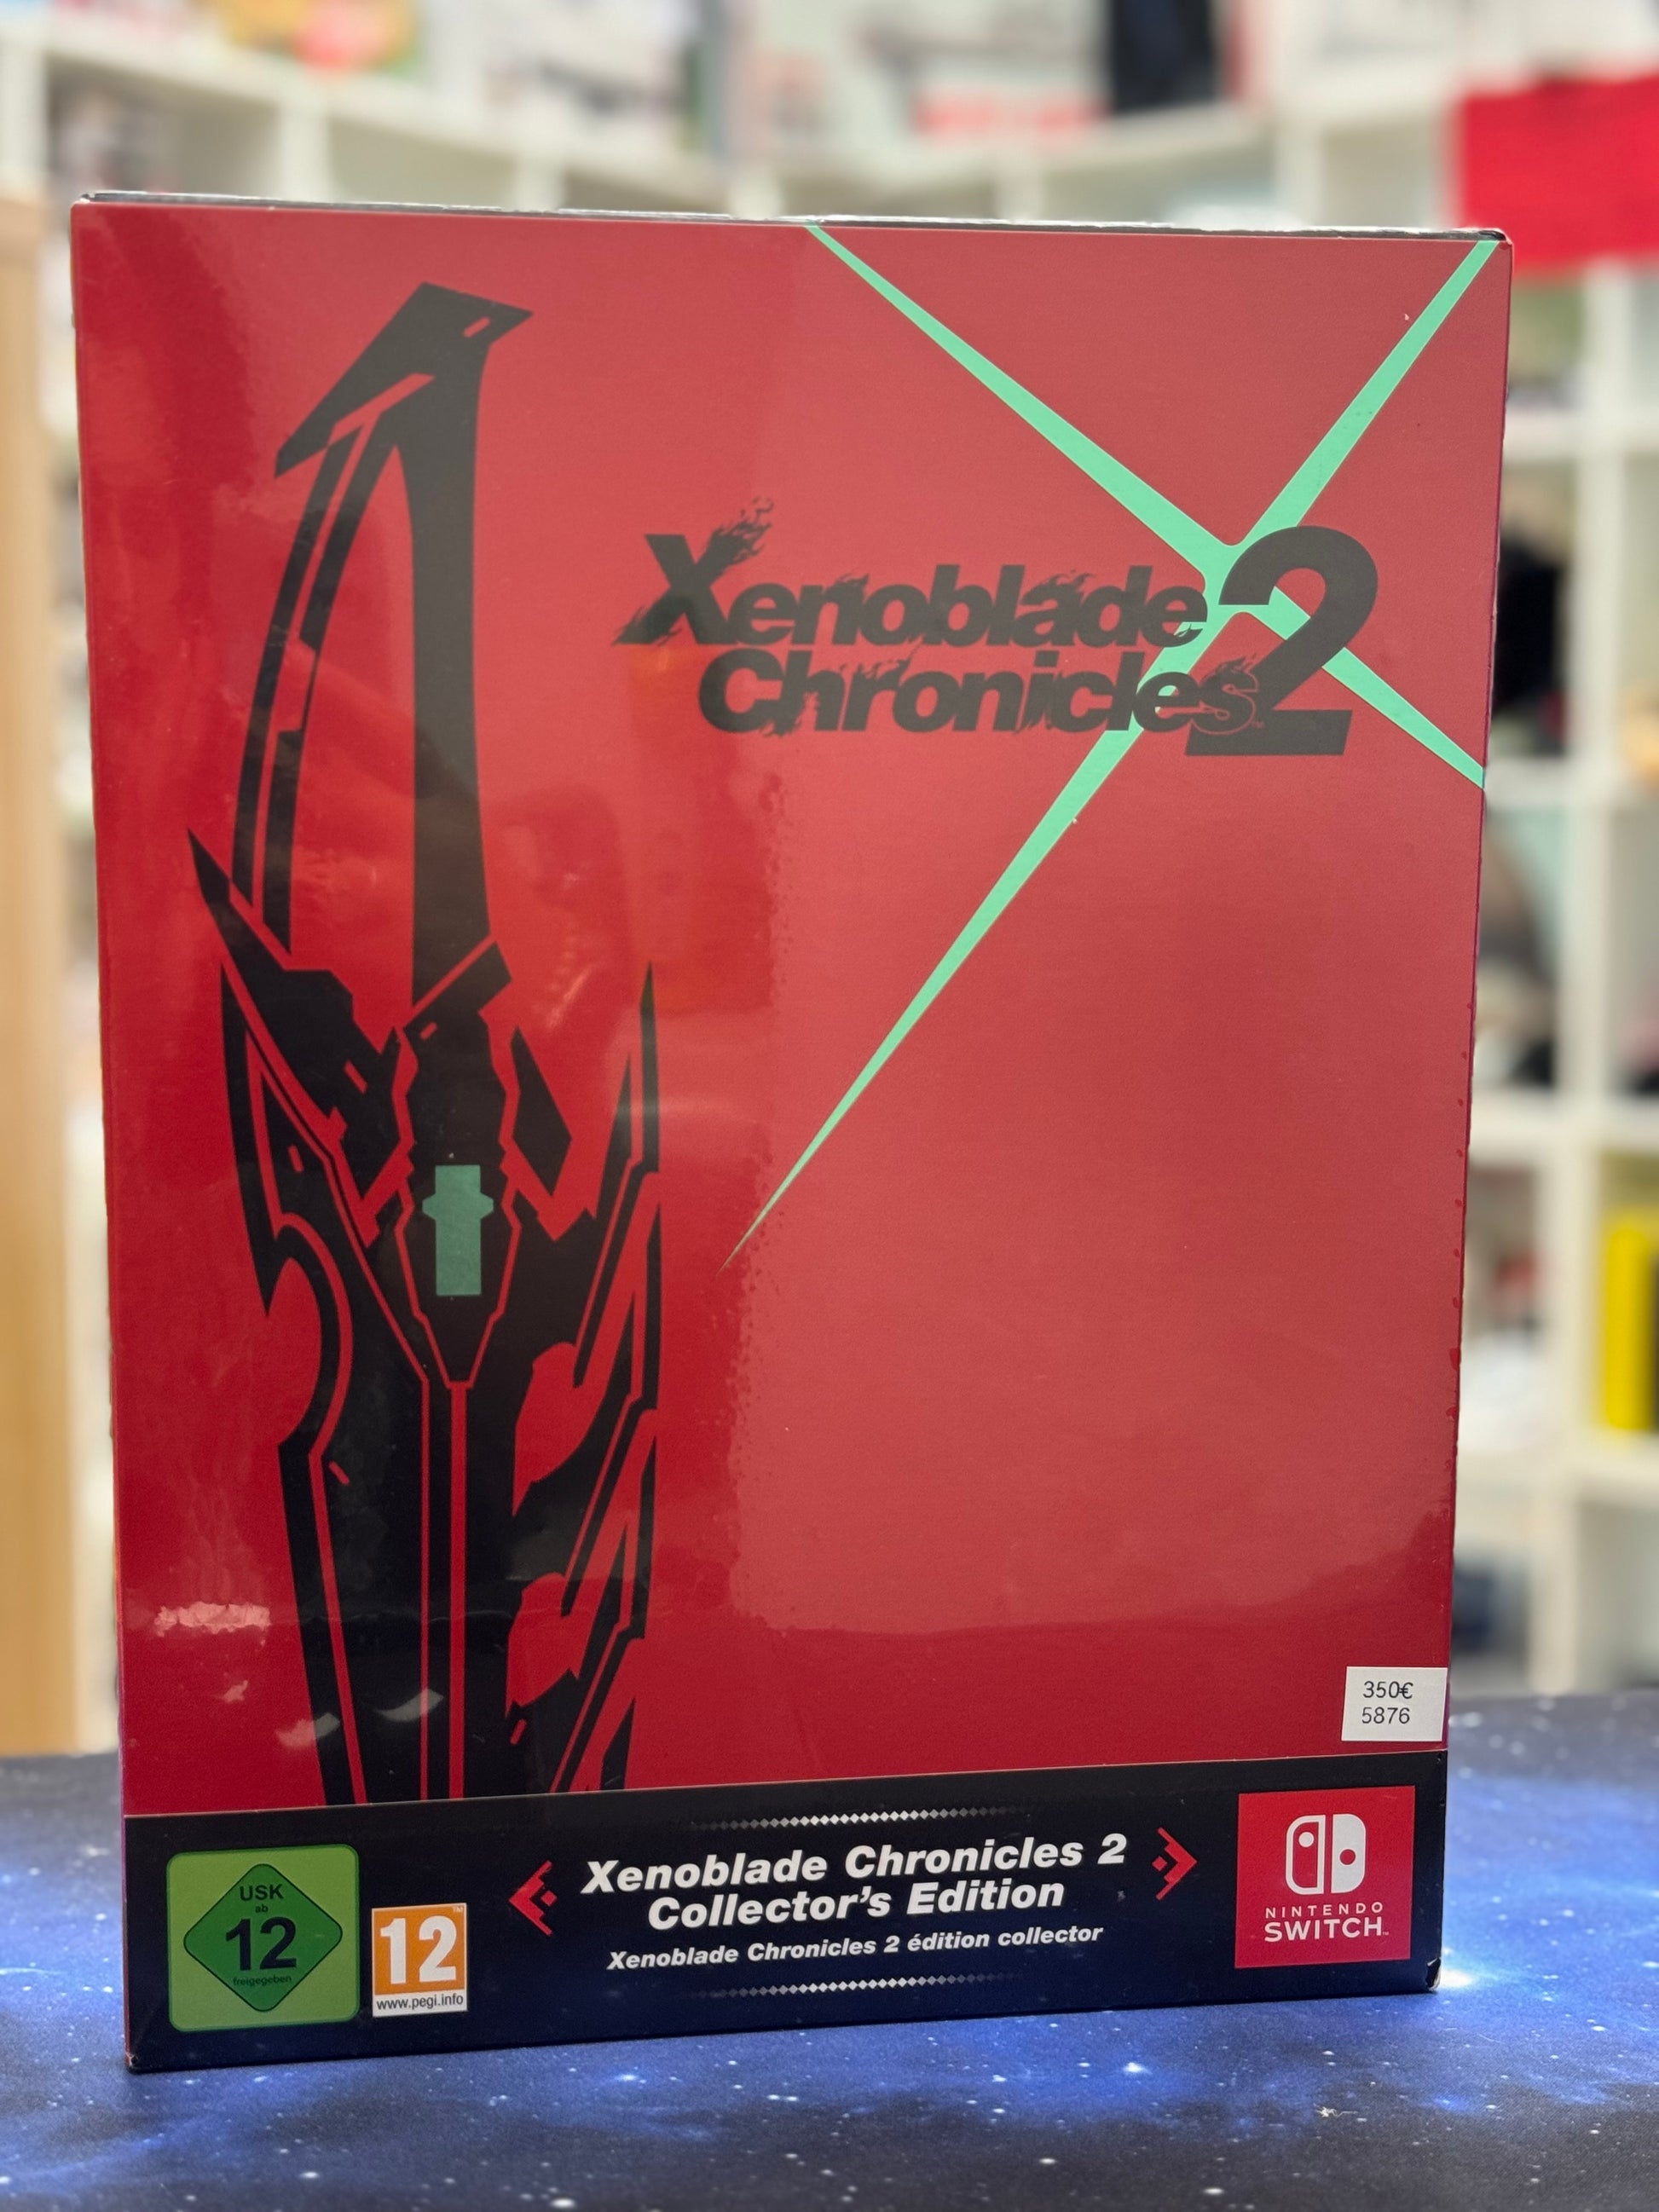 Xenoblade
Chronicles 2
350€
5876
USK
ab
12
freigegeben
12
www.pegi.info
Xenoblade Chronicles 2
Collector's Edition
Xenoblade Chronicles 2 édition collector
NINTENDO
SWITCH